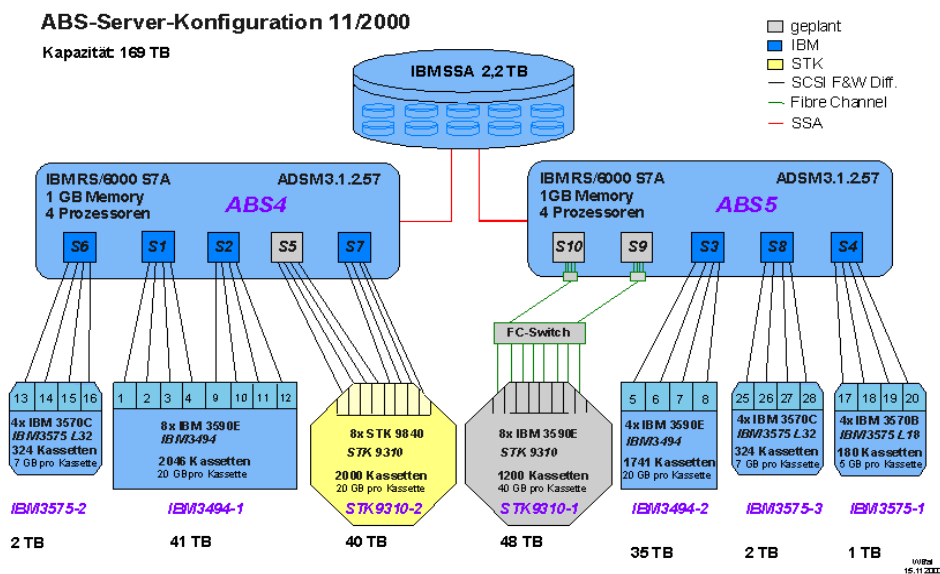 ABS-Server-Konfiguration 11/2000
Kapazität: 169 TB
geplant
IBM
STK
SCSI F&W Diff.
Fibre Channel
SSA
IBMSSA 2,2TB
IBMRS/6000 S7A
ADSM3.1.2.57
1 GB Memory
4 Prozessoren
ABS4
S6 S1 S2 S5 S7
IBMRS/6000 S7A
ADSM3.1.2.57
1GB Memory
4 Prozessoren
ABS5
S10 S9 S3 S8 S4
FC-Switch
13 14 15 16
4x IBM 3570C
IBM3575 L32
324 Kassetten
7 GB pro Kassette
IBM3575-2
2 TB
1 2 3 4 9 10 11 12
8x IBM 3590E
IBM3494
2046 Kassetten
20 GB pro Kassette
IBM3494-1
41 TB
8x STK 9840
STK 9310
2000 Kassetten
20 GB pro Kassette
STK9310-2
40 TB
8x IBM 3590E
STK 9310
1200 Kassetten
40 GB pro Kassette
STK9310-1
48 TB
5 6 7 8
4x IBM 3590E
IBM3494
1741 Kassetten
20 GB pro Kassette
IBM3494-2
35 TB
25 26 27 28
4x IBM 3570C
IBM3575 L32
324 Kassetten
7 GB pro Kassette
IBM3575-3
2 TB
17 18 19 20
4x IBM 3570B
IBM3575 L18
180 Kassetten
5 GB pro Kassette
IBM3575-1
1 TB